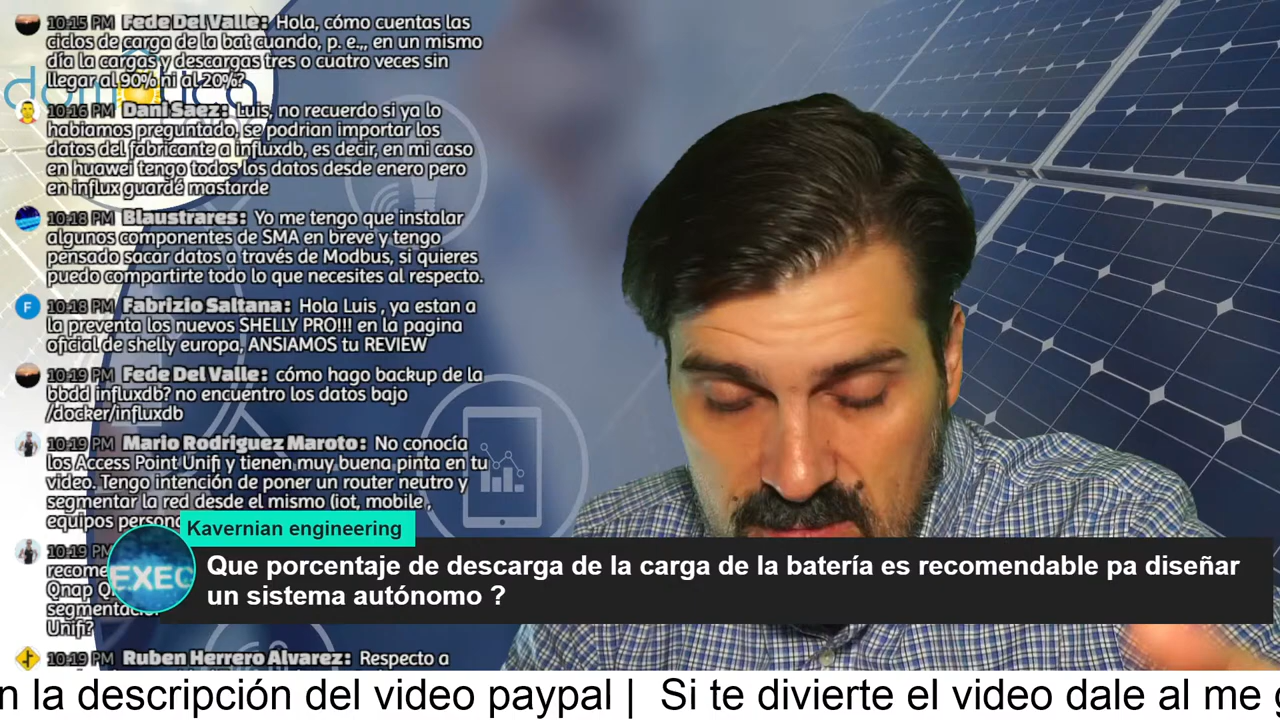 10:15 PM Fede Del Valle: Hola, cómo cuentas las
ciclos de carga de la bat cuando, p. e.,, en un mismo
día la cargas y descargas tres o cuatro veces sin
llegar al 90% ni al 20%?
10:16 PM Dani Saez: Luis, no recuerdo si ya lo
habiamos preguntado, se podrian importar los
datos del fabricante a influxdb, es decir, en mi caso
en huawei tengo todos los datos desde enero pero
en influx guardé mastarde
10:18 PM Blaustrares: Yo me tengo que instalar
algunos componentes de SMA en breve y tengo
pensado sacar datos a través de Modbus, si quieres
puedo compartirte todo lo que necesites al respecto.
F 10:18 PM Fabrizio Saltana: Hola Luis , ya estan a
la preventa los nuevos SHELLY PRO!!! en la pagina
oficial de shelly europa, ANSIAMOS tu REVIEW
10:19 PM Fede Del Valle: cómo hago backup de la
bbdd influxdb? no encuentro los datos bajo
/docker/influxdb
10:19 PM Mario Rodriguez Maroto: No conocía
los Access Point Unifi y tienen muy buena pinta en tu
video. Tengo intención de poner un router neutro y
segmentar la red desde el mismo (iot, mobile ,
equipos
Kavernian engineering
EXEC
Que porcentaje de descarga de la carga de la batería es recomendable pa diseñar
un sistema autónomo ?
10:19 PM
Qnap
Unifi?
10:19 PM Ruben Herrero Alvarez: Respecto a
n la descripción del video paypal | Si te divierte el video dale al me